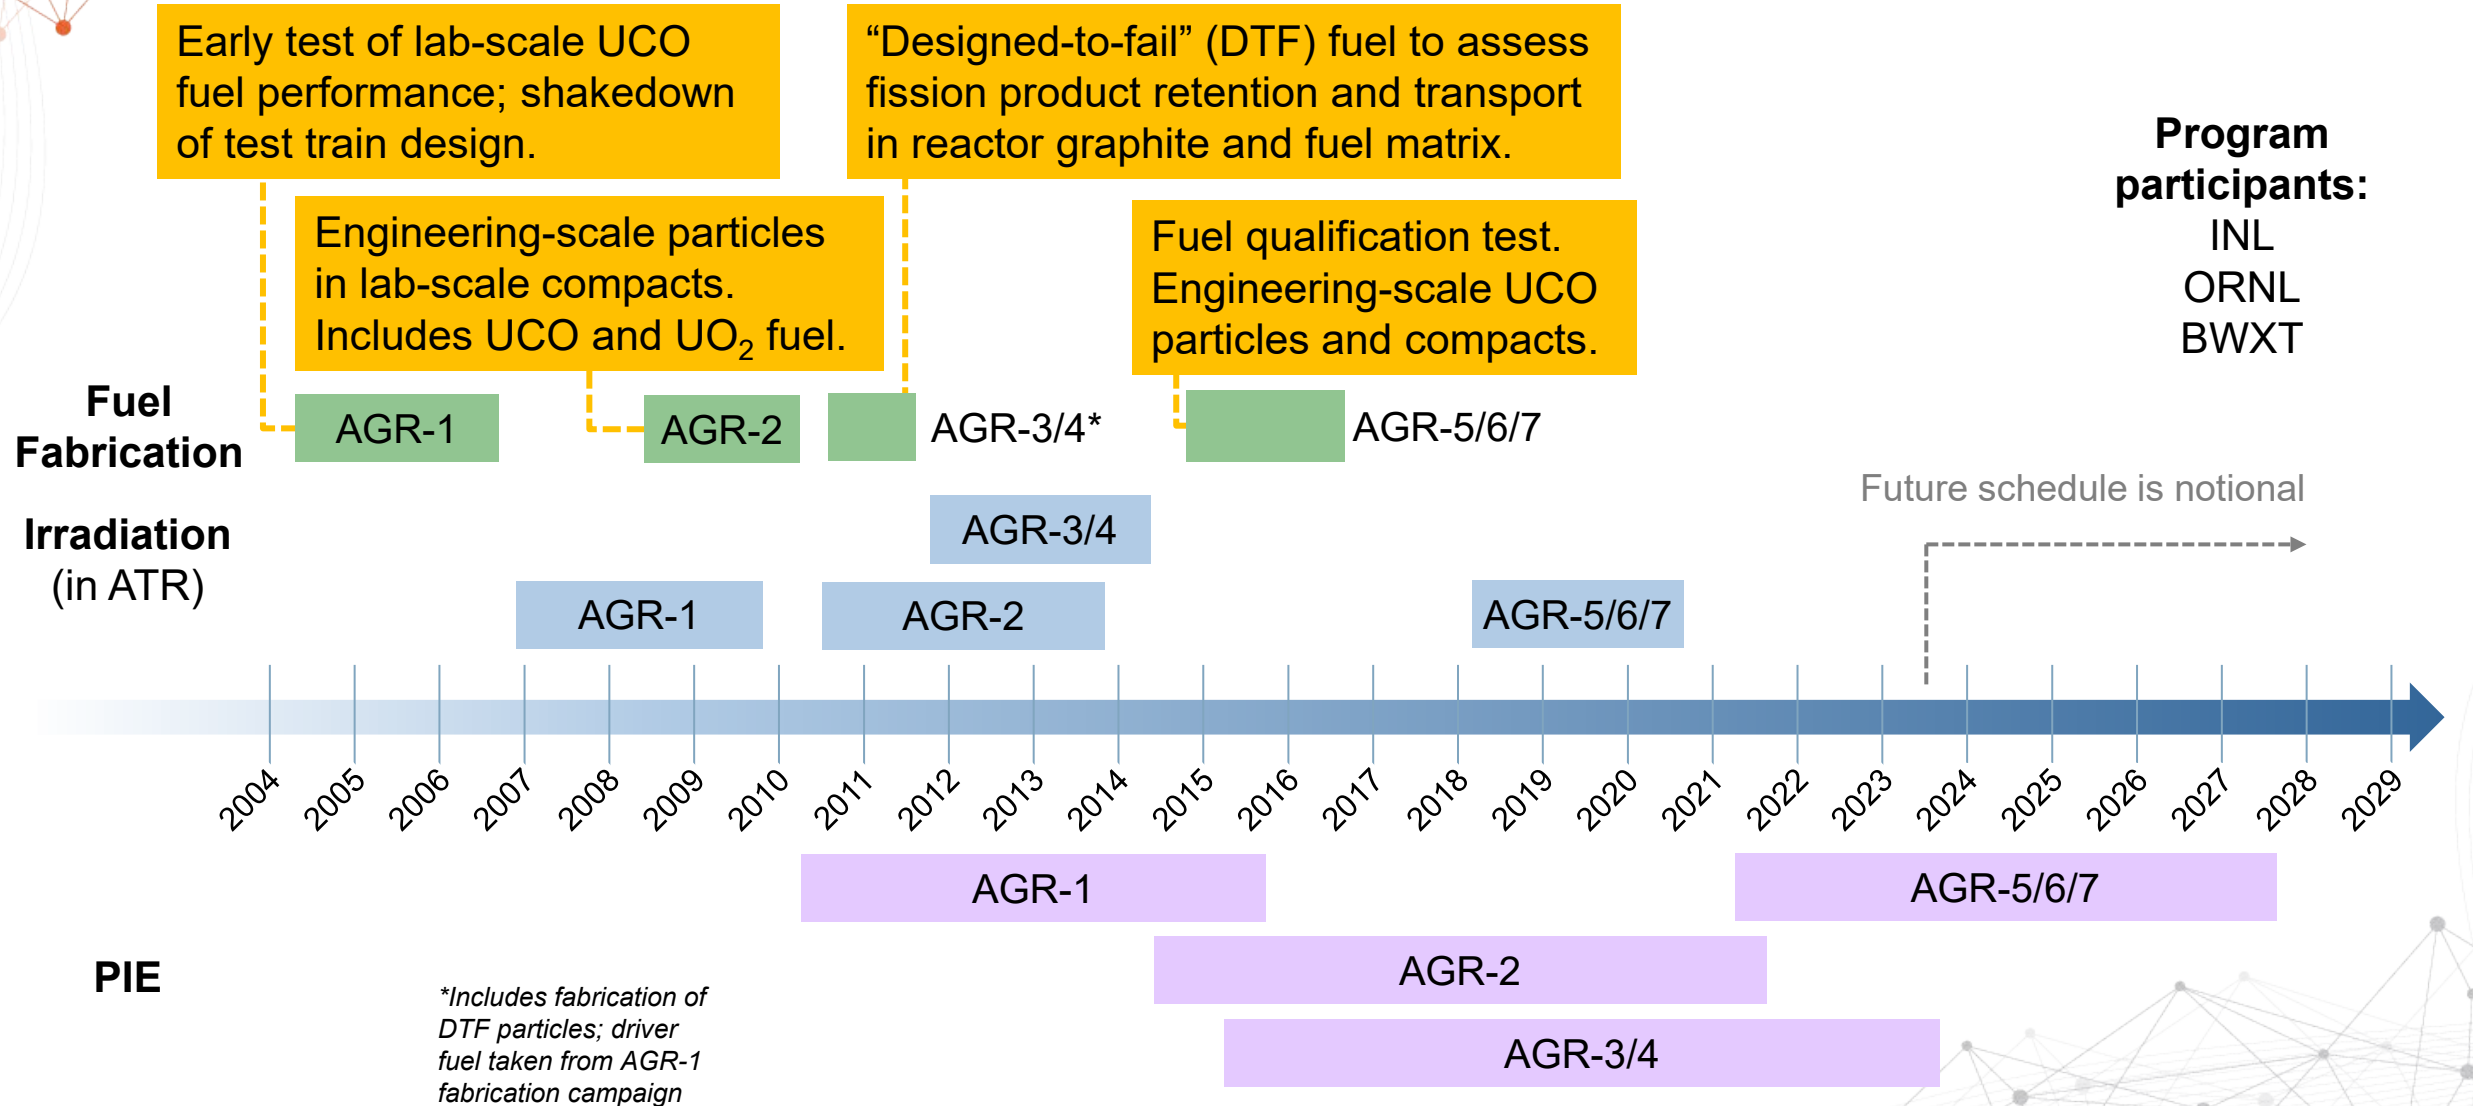 Early test of lab-scale UCO
fuel performance; shakedown
of test train design.
“Designed-to-fail” (DTF) fuel to assess
fission product retention and transport
in reactor graphite and fuel matrix.
Program
participants:
INL
ORNL
BWXT
Engineering-scale particles
in lab-scale compacts.
Includes UCO and UO₂ fuel.
Fuel qualification test.
Engineering-scale UCO
particles and compacts.
Fuel
Fabrication
AGR-1
AGR-2
AGR-3/4*
AGR-5/6/7
Future schedule is notional
Irradiation
(in ATR)
AGR-3/4
AGR-1
AGR-2
AGR-5/6/7
2004
2005
2006
2007
2008
2009
2010
2011
2012
2013
2014
2015
2016
2017
2018
2019
2020
2021
2022
2023
2024
2025
2026
2027
2028
2029
AGR-1
AGR-5/6/7
PIE
AGR-2
AGR-3/4
*Includes fabrication of
DTF particles; driver
fuel taken from AGR-1
fabrication campaign